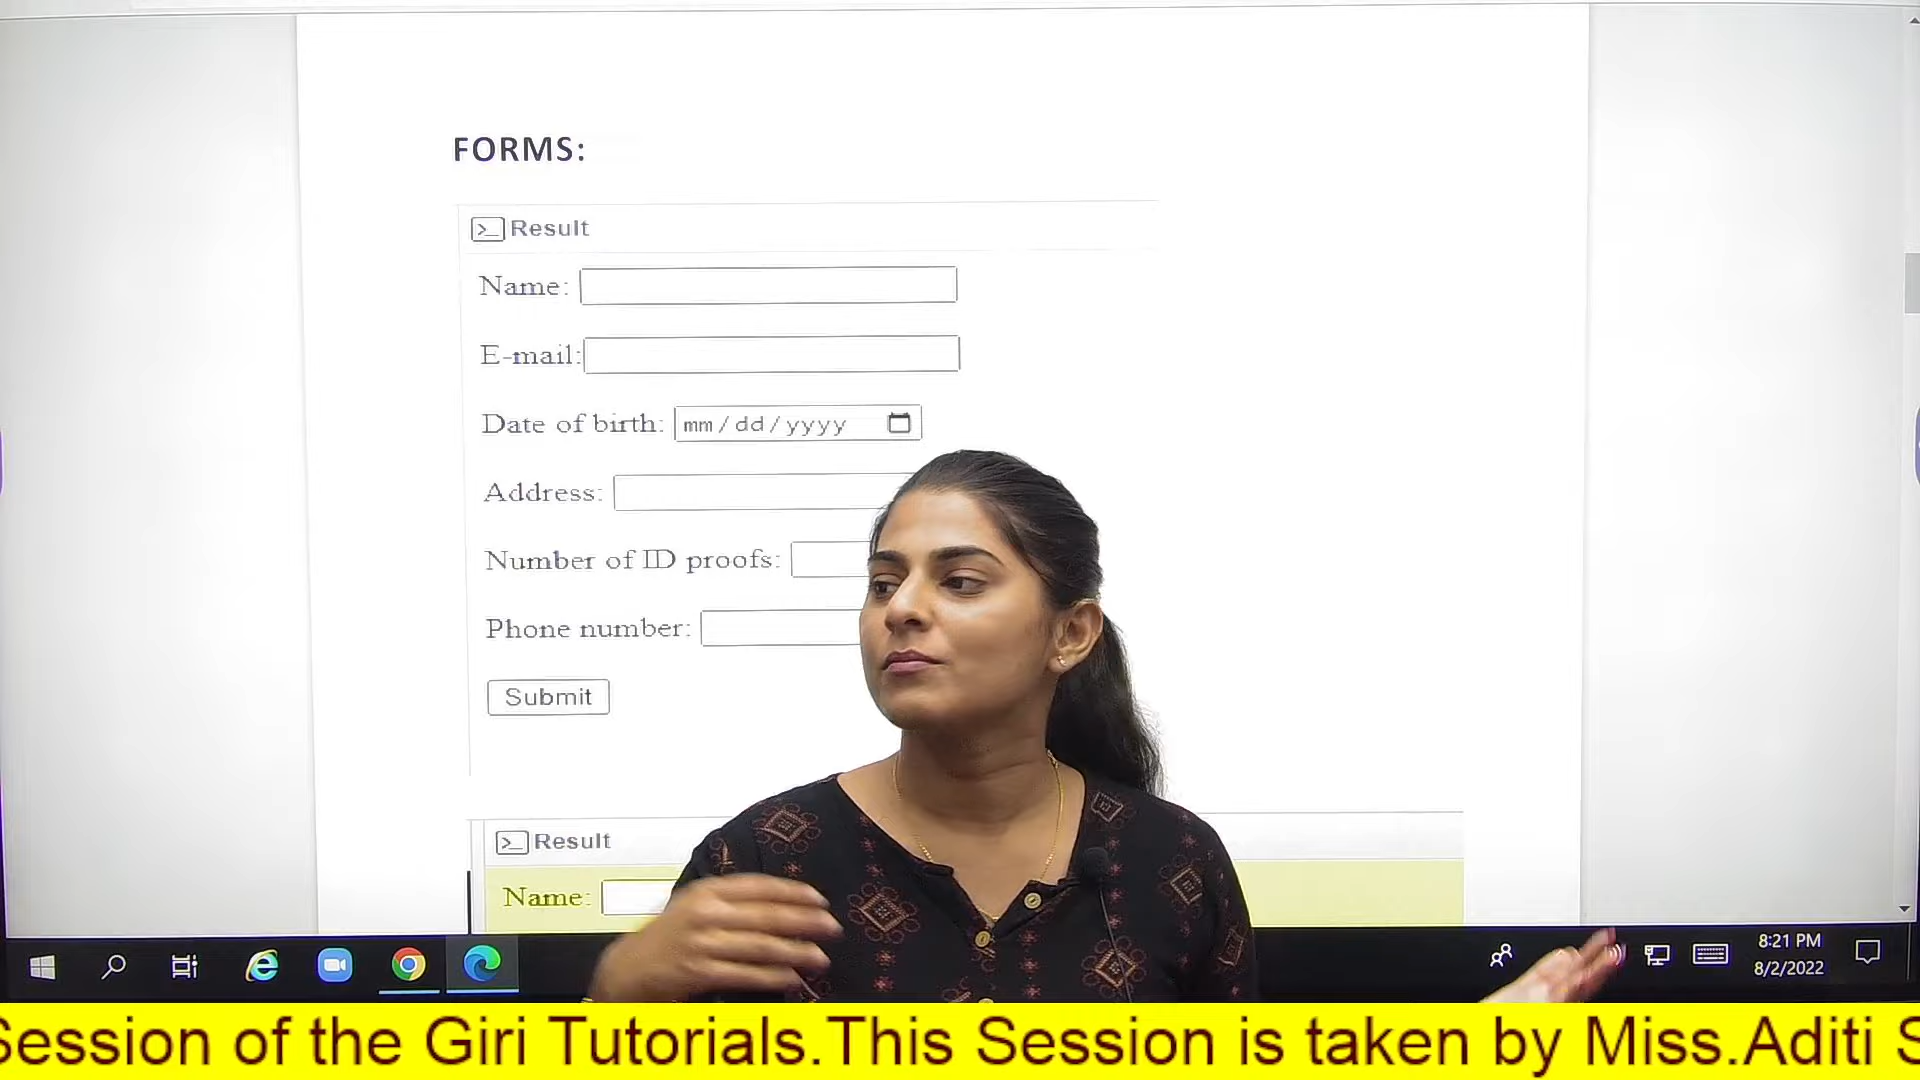 FORMS:
Result
Name:
E-mail:
Date of birth: mm/dd/yyyy
Address:
Number of ID proofs:
Phone number:
Submit
Result
Name:
8:21 PM
8/2/2022
Session of the Giri Tutorials.This Session is taken by Miss.Aditi S